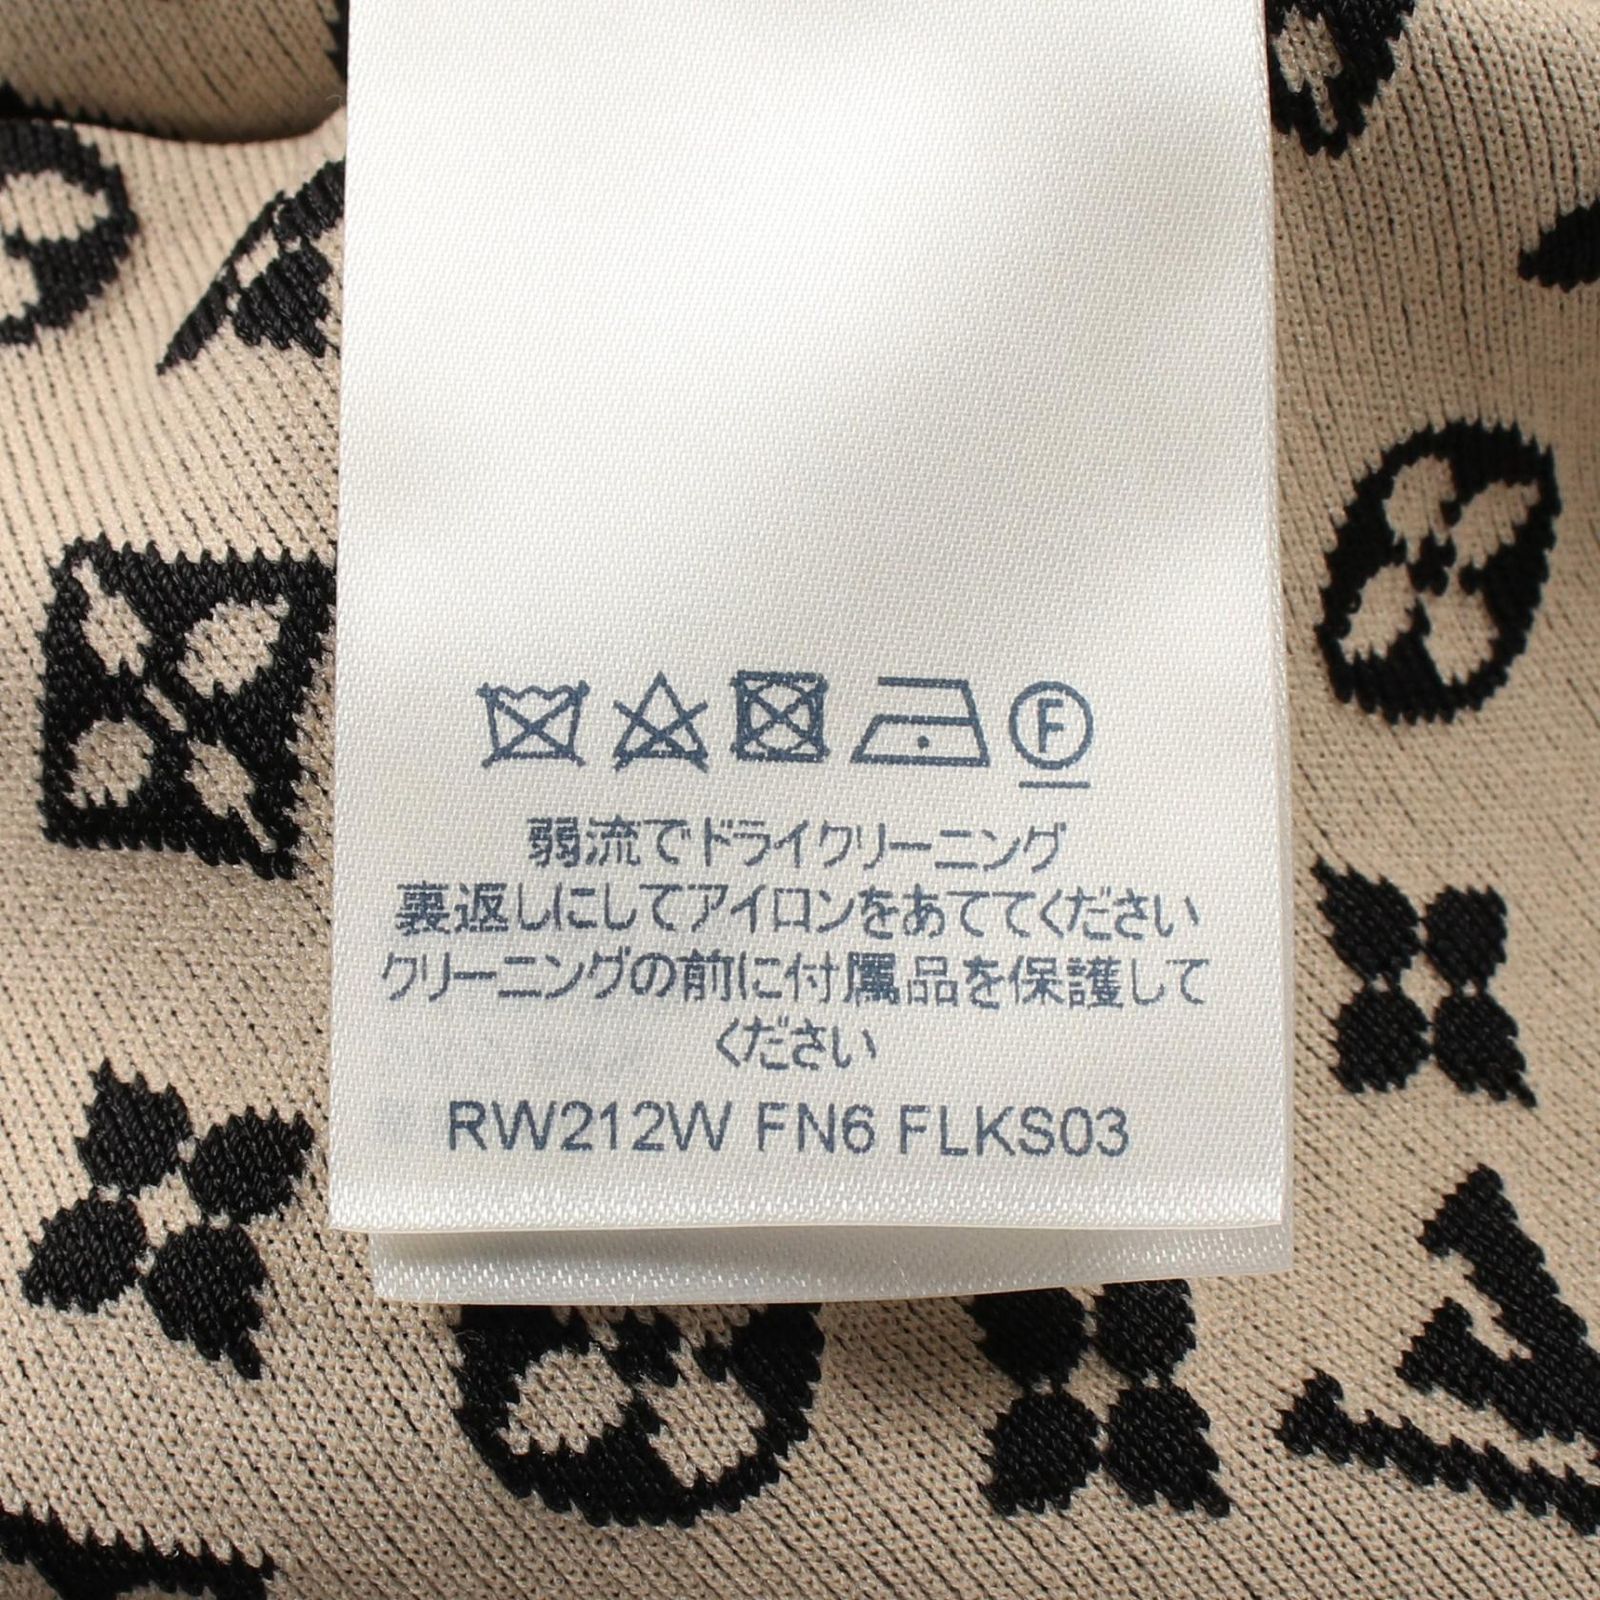 F
弱流でドライクリーニング
裏返しにしてアイロンをあててください
クリーニングの前に付属品を保護して
ください
RW212W FN6 FLKS03